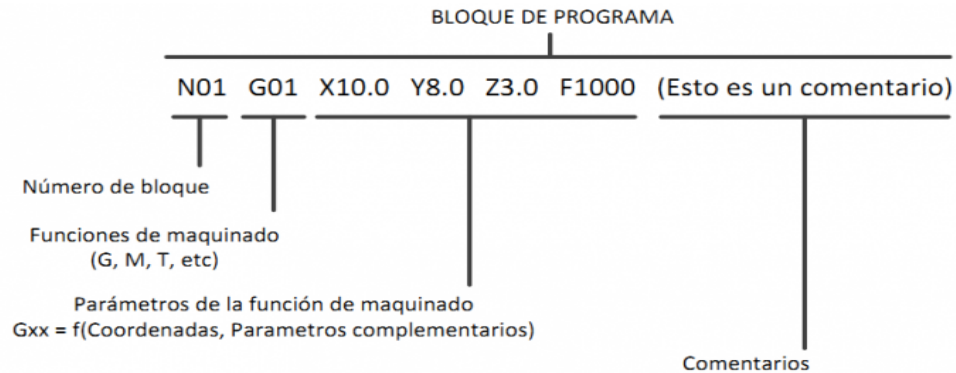 BLOQUE DE PROGRAMA
N01 G01 X10.0 Y8.0 Z3.0 F1000 (Esto es un comentario)
Número de bloque
Funciones de maquinado
(G, M, T, etc)
Parámetros de la función de maquinado
Gxx = f(Coordenadas, Parametros complementarios)
Comentarios